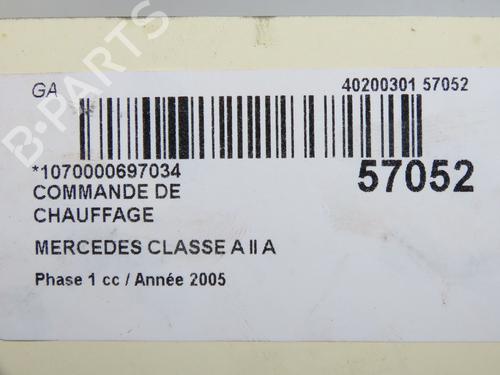 GA
40200301 57052
*1070000697034
57052
COMMANDE DE
CHAUFFAGE
MERCEDES CLASSE A II A
Phase 1 cc / Année 2005
B-PARTS